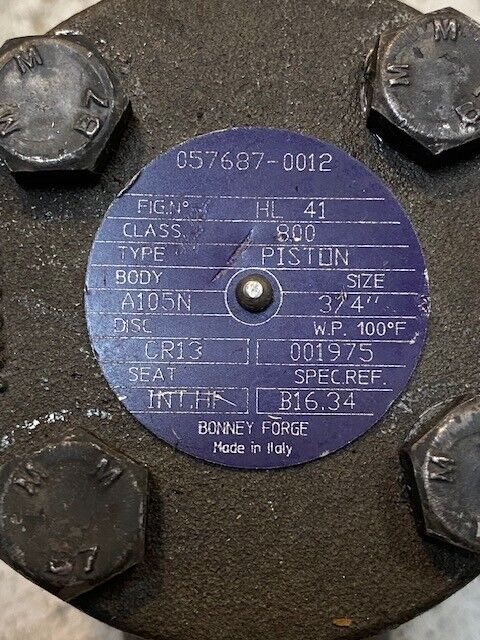 M M B7
M M B7
057687-0012
FIG.N° HL 41
CLASS. 800
TYPE PISTON
BODY SIZE
A105N 3/4"
DISC W.P. 100°F
CR13 001975
SEAT SPEC.REF.
INT.HF B16.34
BONNEY FORGE
Made in Italy
M M B7